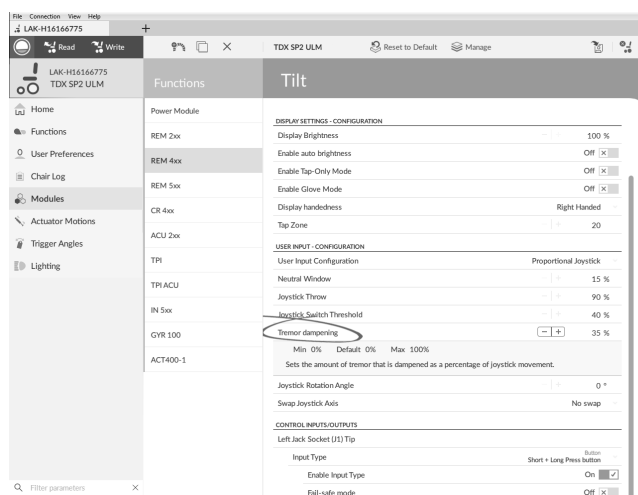 File Connection View Help
LAK-H16166775 +
Read Write TDX SP2 ULM Reset to Default Manage
LAK-H16166775
TDX SP2 ULM
Home
Functions
User Preferences
Chair Log
Modules
Actuator Motions
Trigger Angles
Lighting
Filter parameters
Functions
Power Module
REM 2xx
REM 4xx
REM 5xx
CR 4xx
ACU 2xx
TPI
TPI ACU
IN 5xx
GYR 100
ACT400-1
Tilt
DISPLAY SETTINGS - CONFIGURATION
Display Brightness 100 %
Enable auto brightness Off
Enable Tap-Only Mode Off
Enable Glove Mode Off
Display handedness Right Handed
Tap Zone 20
USER INPUT - CONFIGURATION
User Input Configuration Proportional Joystick
Neutral Window 15 %
Joystick Throw 90 %
Joystick Switch Threshold 40 %
Tremor dampening - + 35 %
Min 0% Default 0% Max 100%
Sets the amount of tremor that is dampened as a percentage of joystick movement.
Joystick Rotation Angle 0 °
Swap Joystick Axis No swap
CONTROL INPUTS/OUTPUTS
Left Jack Socket (J1) Tip
Input Type Button
Short + Long Press button
Enable Input Type On
Fail-safe mode Off